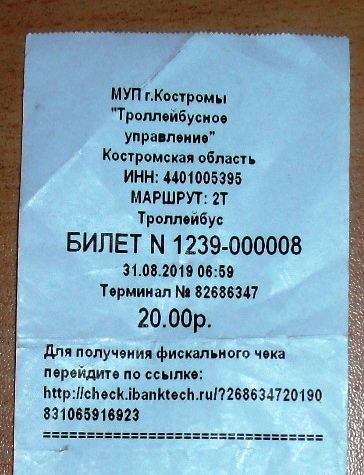 МУП г.Костромы
"Троллейбусное
управление"
Костромская область
ИНН: 4401005395
МАРШРУТ: 2Т
Троллейбус
БИЛЕТ N 1239-000008
31.08.2019 06:59
Терминал № 82686347
20.00р.
Для получения фискального чека
перейдите по ссылке:
http://check.ibanktech.ru/?268634720190
831065916923
================================